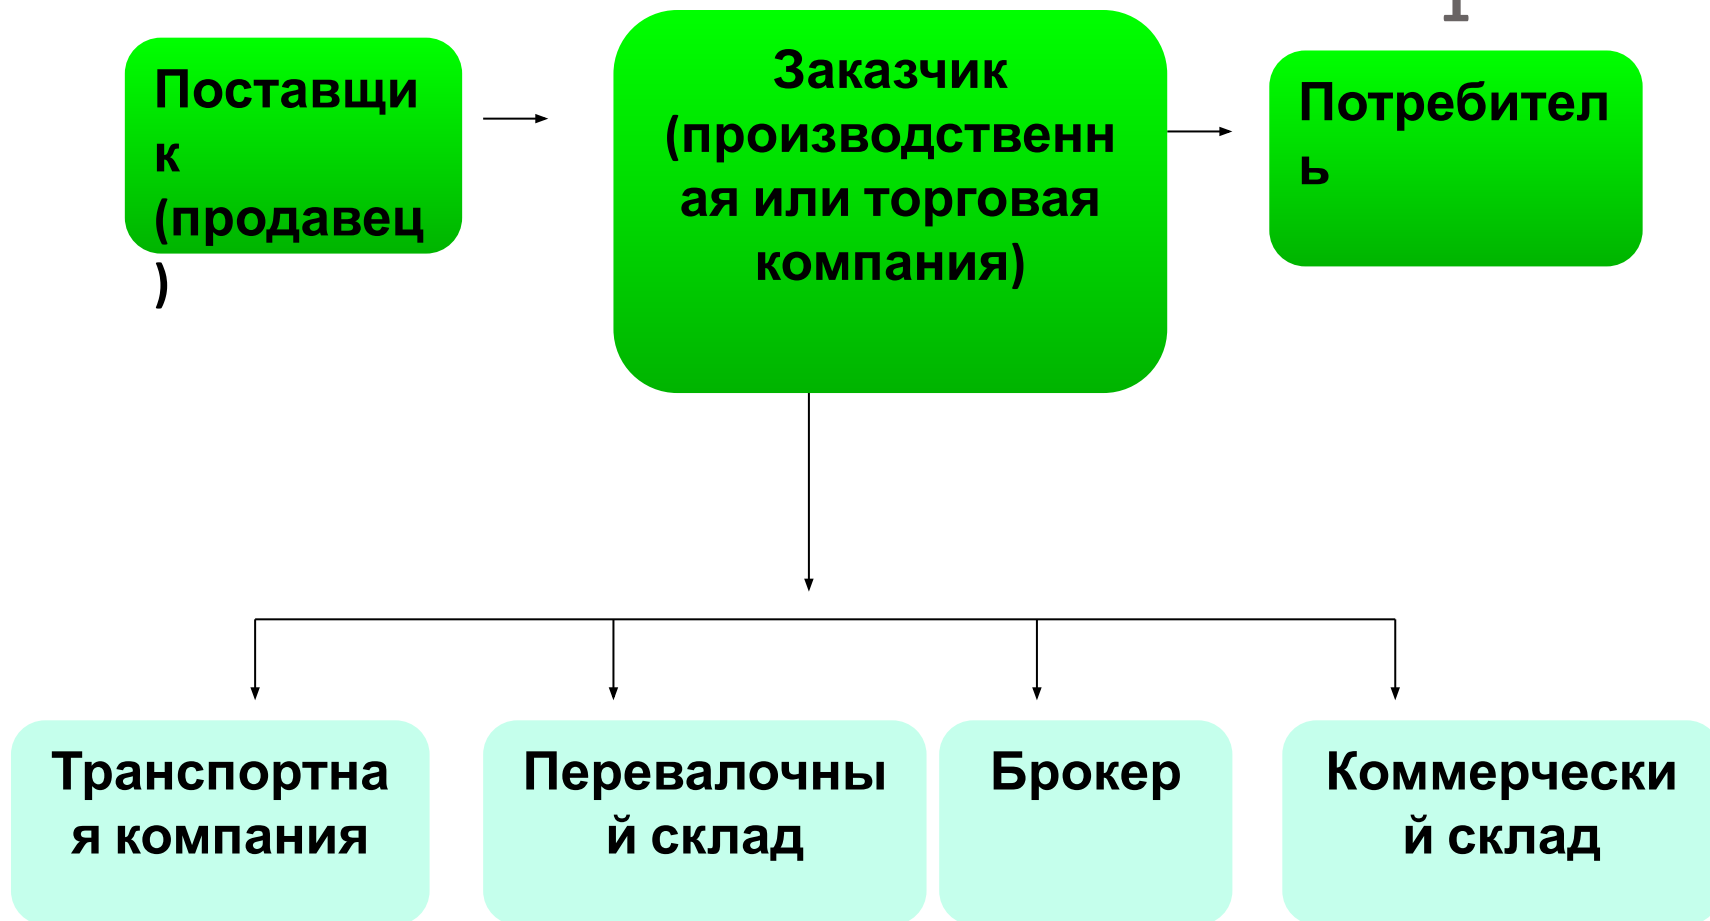 Поставщи
к
(продавец
)
Заказчик
(производственн
ая или торговая
компания)
Потребител
ь
Транспортна
я компания
Перевалочны
й склад
Брокер
Коммерчески
й склад